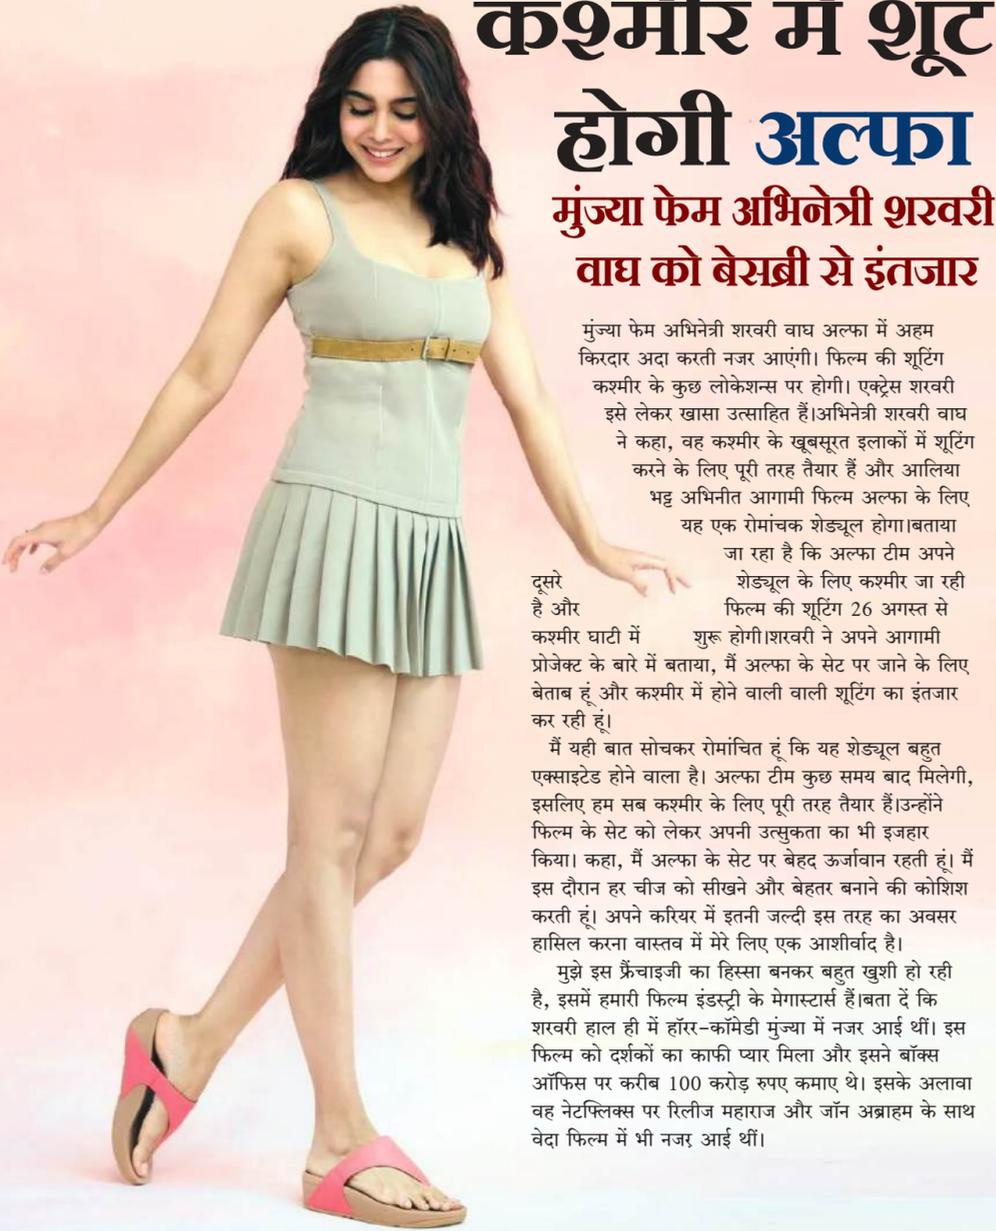 कश्मीर में शूट
होगी अल्फा
मुंज्या फेम अभिनेत्री शरवरी
वाघ को बेसब्री से इंतजार
मुंज्या फेम अभिनेत्री शरवरी वाघ अल्फा में अहम
किरदार अदा करती नजर आएंगी। फिल्म की शूटिंग
कश्मीर के कुछ लोकेशन्स पर होगी। एक्ट्रेस शरवरी
इसे लेकर खासा उत्साहित हैं।अभिनेत्री शरवरी वाघ
ने कहा, वह कश्मीर के खूबसूरत इलाकों में शूटिंग
करने के लिए पूरी तरह तैयार हैं और आलिया
भट्ट अभिनीत आगामी फिल्म अल्फा के लिए
यह एक रोमांचक शेड्यूल होगा।बताया
जा रहा है कि अल्फा टीम अपने
दूसरे शेड्यूल के लिए कश्मीर जा रही
है और फिल्म की शूटिंग 26 अगस्त से
कश्मीर घाटी में शुरू होगी।शरवरी ने अपने आगामी
प्रोजेक्ट के बारे में बताया, मैं अल्फा के सेट पर जाने के लिए
बेताब हूं और कश्मीर में होने वाली वाली शूटिंग का इंतजार
कर रही हूं।
मैं यही बात सोचकर रोमांचित हूं कि यह शेड्यूल बहुत
एक्साइटेड होने वाला है। अल्फा टीम कुछ समय बाद मिलेगी,
इसलिए हम सब कश्मीर के लिए पूरी तरह तैयार हैं।उन्होंने
फिल्म के सेट को लेकर अपनी उत्सुकता का भी इजहार
किया। कहा, मैं अल्फा के सेट पर बेहद ऊर्जावान रहती हूं। मैं
इस दौरान हर चीज को सीखने और बेहतर बनाने की कोशिश
करती हूं। अपने करियर में इतनी जल्दी इस तरह का अवसर
हासिल करना वास्तव में मेरे लिए एक आशीर्वाद है।
मुझे इस फ्रैंचाइजी का हिस्सा बनकर बहुत खुशी हो रही
है, इसमें हमारी फिल्म इंडस्ट्री के मेगास्टार्स हैं।बता दें कि
शरवरी हाल ही में हॉरर-कॉमेडी मुंज्या में नजर आई थीं। इस
फिल्म को दर्शकों का काफी प्यार मिला और इसने बॉक्स
ऑफिस पर करीब 100 करोड़ रुपए कमाए थे। इसके अलावा
वह नेटफ्लिक्स पर रिलीज महाराज और जॉन अब्राहम के साथ
वेदा फिल्म में भी नजर आई थीं।